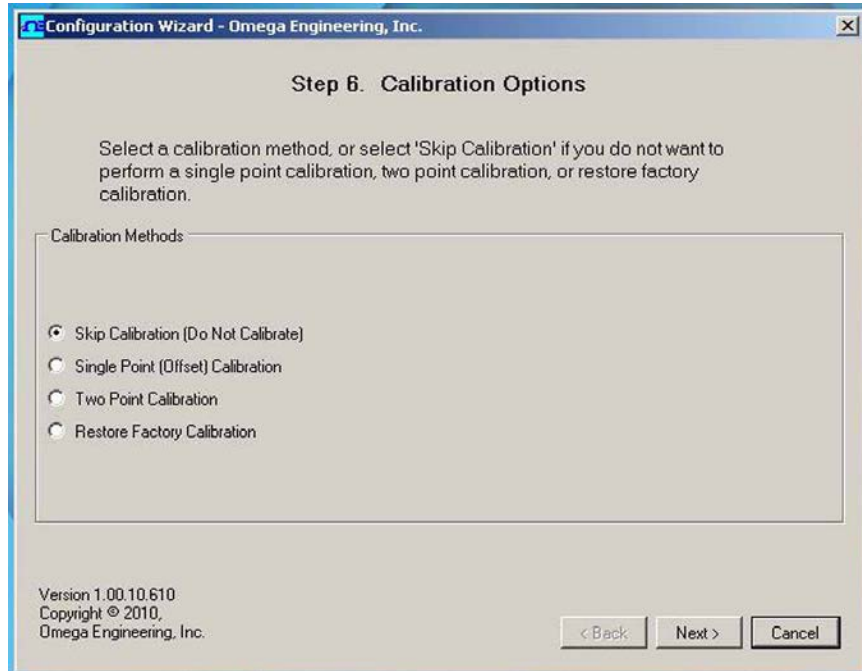 Configuration Wizard - Omega Engineering, Inc.
Step 6. Calibration Options
Select a calibration method, or select 'Skip Calibration' if you do not want to
perform a single point calibration, two point calibration, or restore factory
calibration.
Calibration Methods
Skip Calibration (Do Not Calibrate)
Single Point (Offset) Calibration
Two Point Calibration
Restore Factory Calibration
Version 1.00.10.610
Copyright © 2010,
Omega Engineering, Inc.
< Back
Next >
Cancel